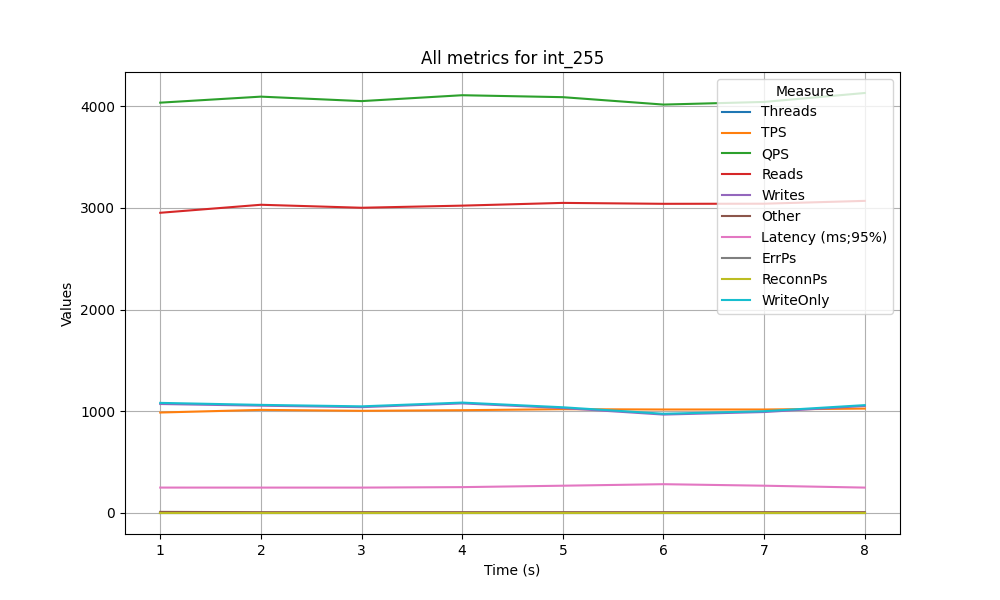 All metrics for int_255
Values
4000
3000
2000
1000
0
Measure
Threads
TPS
QPS
Reads
Writes
Other
Latency (ms;95%)
ErrPs
ReconnPs
WriteOnly
1 2 3 4 5 6 7 8
Time (s)